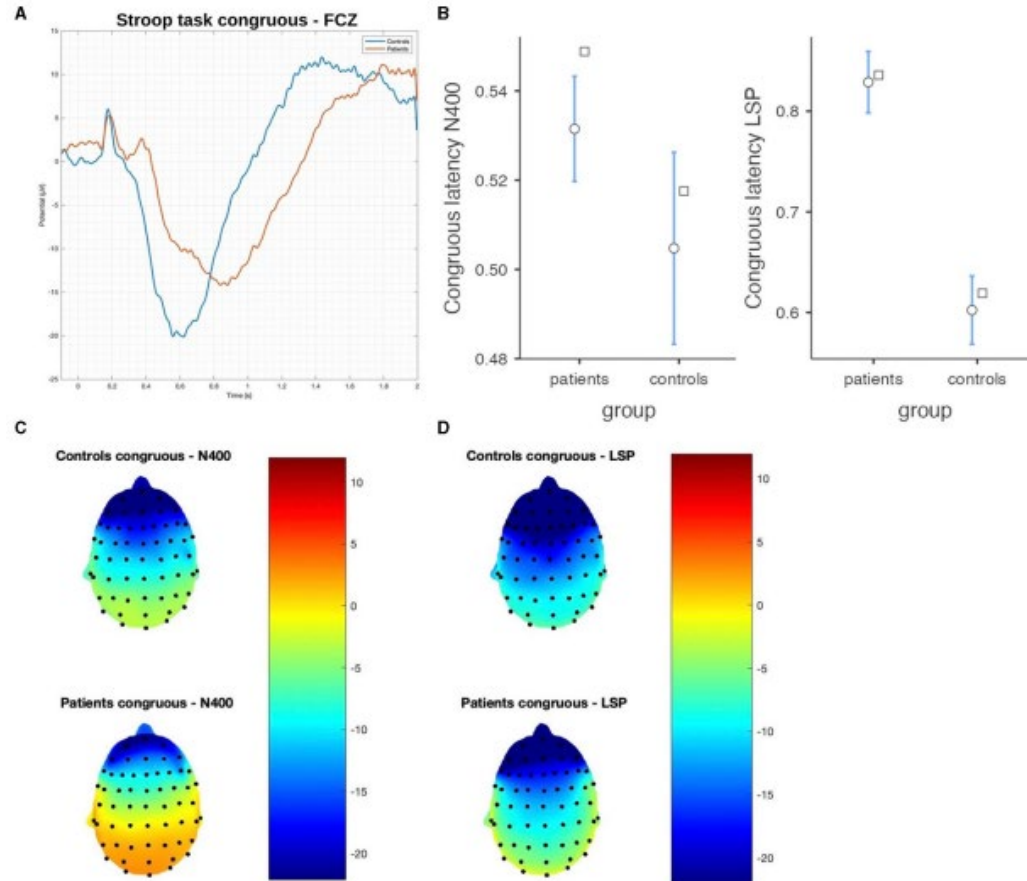 A
Stroop task congruous - FCZ
Controls
Patients
15
10
5
0
-5
-10
-15
-20
-25
Potential (µV)
0
0.2
0.4
0.6
0.8
1
1.2
1.4
1.6
1.8
2
Time (s)
B
Congruous latency N400
0.54
0.52
0.50
0.48
patients
controls
group
Congruous latency LSP
0.8
0.7
0.6
patients
controls
group
C
Controls congruous - N400
Patients congruous - N400
10
5
0
-5
-10
-15
-20
D
Controls congruous - LSP
Patients congruous - LSP
10
5
0
-5
-10
-15
-20